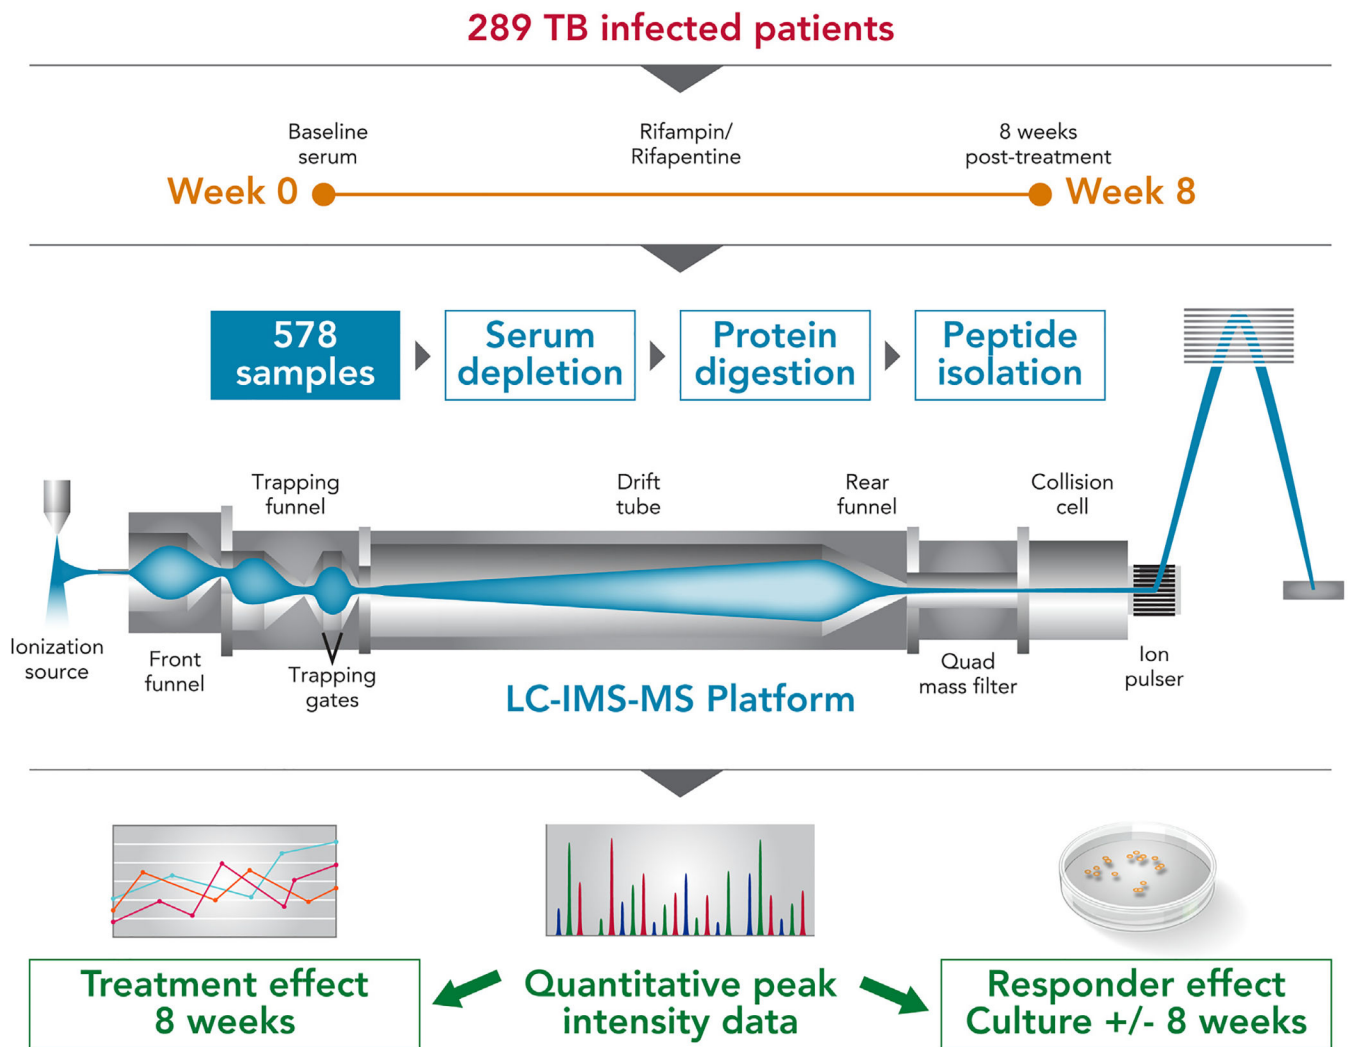 289 TB infected patients
Baseline
serum
Rifampin/
Rifapentine
8 weeks
post-treatment
Week 0
Week 8
578
samples
Serum
depletion
Protein
digestion
Peptide
isolation
Trapping
funnel
Drift
tube
Rear
funnel
Collision
cell
Ionization
source
Front
funnel
Trapping
gates
Quad
mass filter
Ion
pulser
LC-IMS-MS Platform
Treatment effect
8 weeks
Quantitative peak
intensity data
Responder effect
Culture +/- 8 weeks